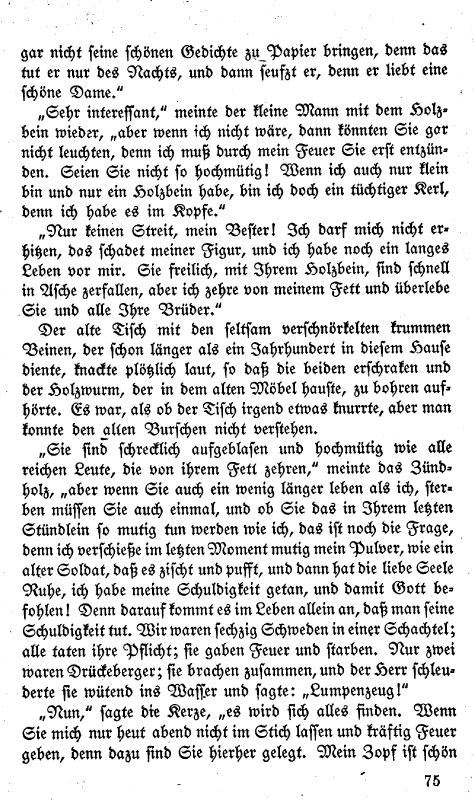 gar nicht seine schönen Gedichte zu Papier bringen, denn das
tut er nur des Nachts, und dann seufzt er, denn er liebt eine
schöne Dame.“
„Sehr interessant,“ meinte der kleine Mann mit dem Holz-
bein wieder, „aber wenn ich nicht wäre, dann könnten Sie gar
nicht leuchten, denn ich muß durch mein Feuer Sie erst entzün-
den. Seien Sie nicht so hochmütig! Wenn ich auch nur klein
bin und nur ein Holzbein habe, bin ich doch ein tüchtiger Kerl,
denn ich habe es im Kopfe.“
„Nur keinen Streit, mein Bester! Ich darf mich nicht er-
hitzen, das schadet meiner Figur, und ich habe noch ein langes
Leben vor mir. Sie freilich, mit Ihrem Holzbein, sind schnell
in Asche zerfallen, aber ich zehre von meinem Fett und überlebe
Sie und alle Ihre Brüder.“
Der alte Tisch mit den seltsam verschnörkelten krummen
Beinen, der schon länger als ein Jahrhundert in diesem Hause
diente, knackte plötzlich laut, so daß die beiden erschraken und
der Holzwurm, der in dem alten Möbel hauste, zu bohren auf-
hörte. Es war, als ob der Tisch irgend etwas knurrte, aber man
konnte den alten Burschen nicht verstehen.
„Sie sind schrecklich aufgeblasen und hochmütig wie alle
reichen Leute, die von ihrem Fett zehren,“ meinte das Zünd-
holz, „aber wenn Sie auch ein wenig länger leben als ich, ster-
ben müssen Sie auch einmal, und ob Sie das in Ihrem letzten
Stündlein so mutig tun werden wie ich, das ist noch die Frage,
denn ich verschieße im letzten Moment mutig mein Pulver, wie ein
alter Soldat, daß es zischt und pufft, und dann hat die liebe Seele
Ruhe, ich habe meine Schuldigkeit getan, und damit Gott be-
fohlen! Denn darauf kommt es im Leben allein an, daß man seine
Schuldigkeit tut. Wir waren sechzig Schweden in einer Schachtel;
alle taten ihre Pflicht; sie gaben Feuer und starben. Nur zwei
waren Drückeberger; sie brachen zusammen, und der Herr schleu-
derte sie wütend ins Wasser und sagte: „Lumpenzeug!“
„Nun,“ sagte die Kerze, „es wird sich alles finden. Wenn
Sie mich nur heut abend nicht im Stich lassen und kräftig Feuer
geben, denn dazu sind Sie hierher gelegt. Mein Zopf ist schön
75